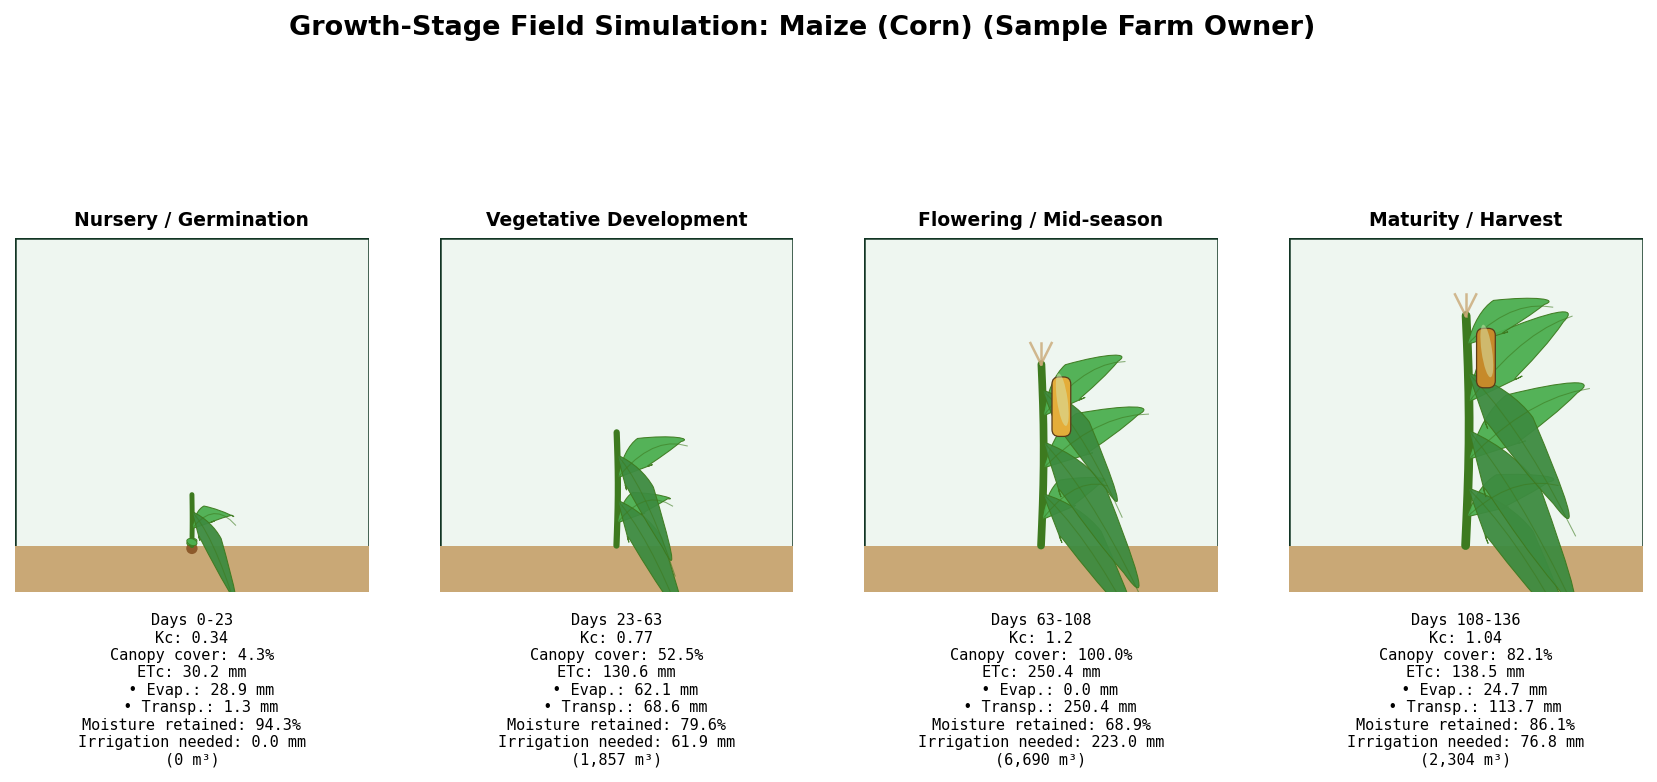 Growth-Stage Field Simulation: Maize (Corn) (Sample Farm Owner)
Nursery / Germination
Days 0-23
Kc: 0.34
Canopy cover: 4.3%
ETc: 30.2 mm
• Evap.: 28.9 mm
• Transp.: 1.3 mm
Moisture retained: 94.3%
Irrigation needed: 0.0 mm
(0 m³)
Vegetative Development
Days 23-63
Kc: 0.77
Canopy cover: 52.5%
ETc: 130.6 mm
• Evap.: 62.1 mm
• Transp.: 68.6 mm
Moisture retained: 79.6%
Irrigation needed: 61.9 mm
(1,857 m³)
Flowering / Mid-season
Days 63-108
Kc: 1.2
Canopy cover: 100.0%
ETc: 250.4 mm
• Evap.: 0.0 mm
• Transp.: 250.4 mm
Moisture retained: 68.9%
Irrigation needed: 223.0 mm
(6,690 m³)
Maturity / Harvest
Days 108-136
Kc: 1.04
Canopy cover: 82.1%
ETc: 138.5 mm
• Evap.: 24.7 mm
• Transp.: 113.7 mm
Moisture retained: 86.1%
Irrigation needed: 76.8 mm
(2,304 m³)